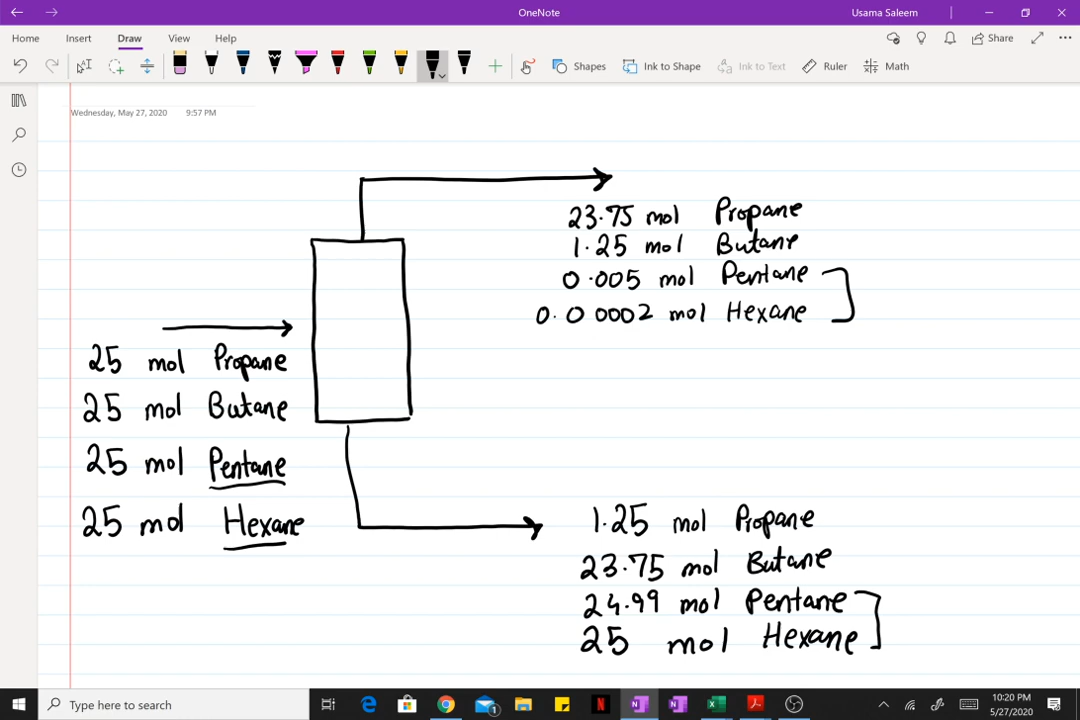 OneNote
Usama Saleem
Home Insert Draw View Help
Share
Shapes Ink to Shape Ink to Text Ruler Math
Wednesday, May 27, 2020 9:57 PM
23.75 mol Propane
1.25 mol Butane
0.005 mol Pentane
0.00002 mol Hexane
25 mol Propane
25 mol Butane
25 mol Pentane
25 mol Hexane
1.25 mol Propane
23.75 mol Butane
24.99 mol Pentane
25 mol Hexane
Type here to search
10:20 PM
5/27/2020